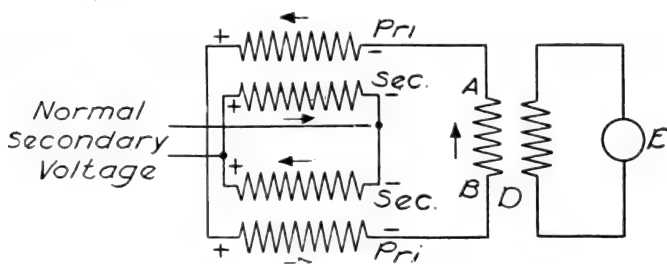 + Pri
−
+ Sec. −
A
Normal
Secondary
Voltage
E
+
B D
− Sec.
+ − Pri